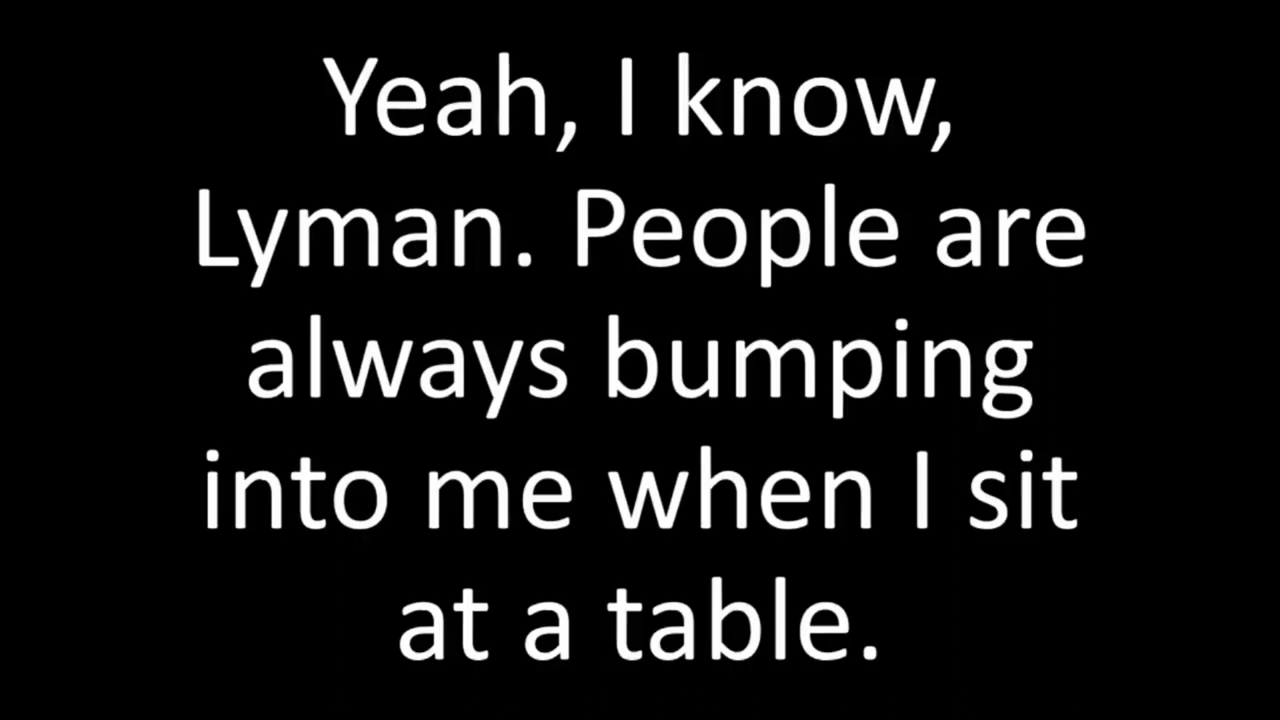 Yeah, I know,
Lyman. People are
always bumping
into me when I sit
at a table.